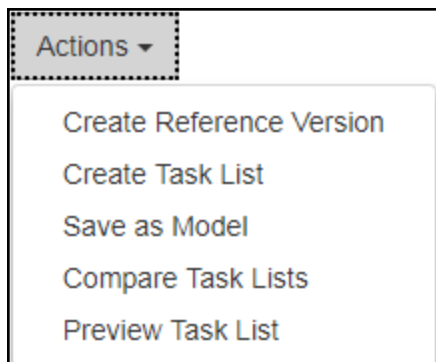 Actions
Create Reference Version
Create Task List
Save as Model
Compare Task Lists
Preview Task List